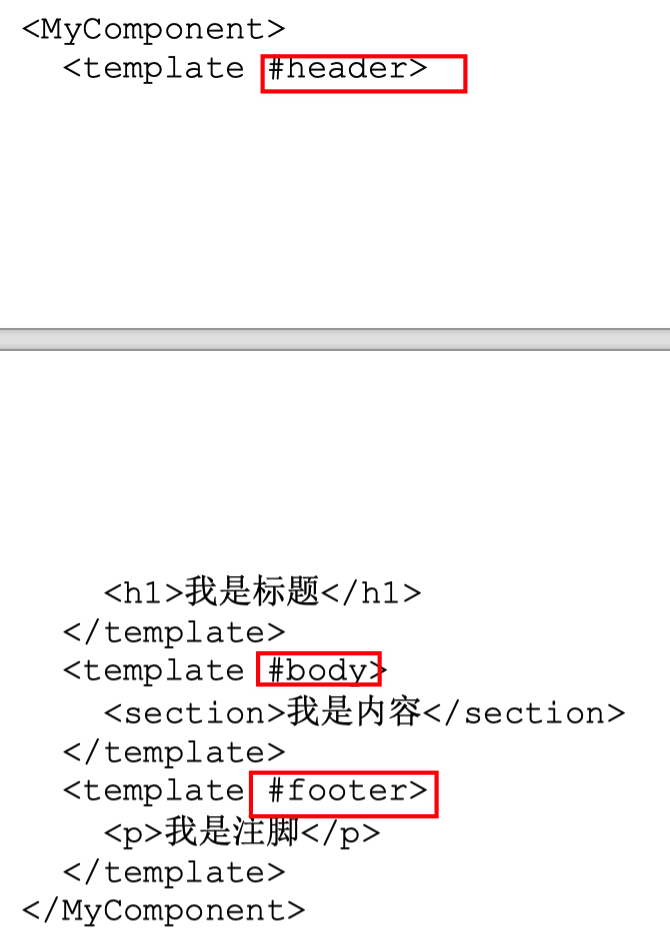 <MyComponent>
<template #header>
<h1>我是标题</h1>
</template>
<template #body>
<section>我是内容</section>
</template>
<template #footer>
<p>我是注脚</p>
</template>
</MyComponent>